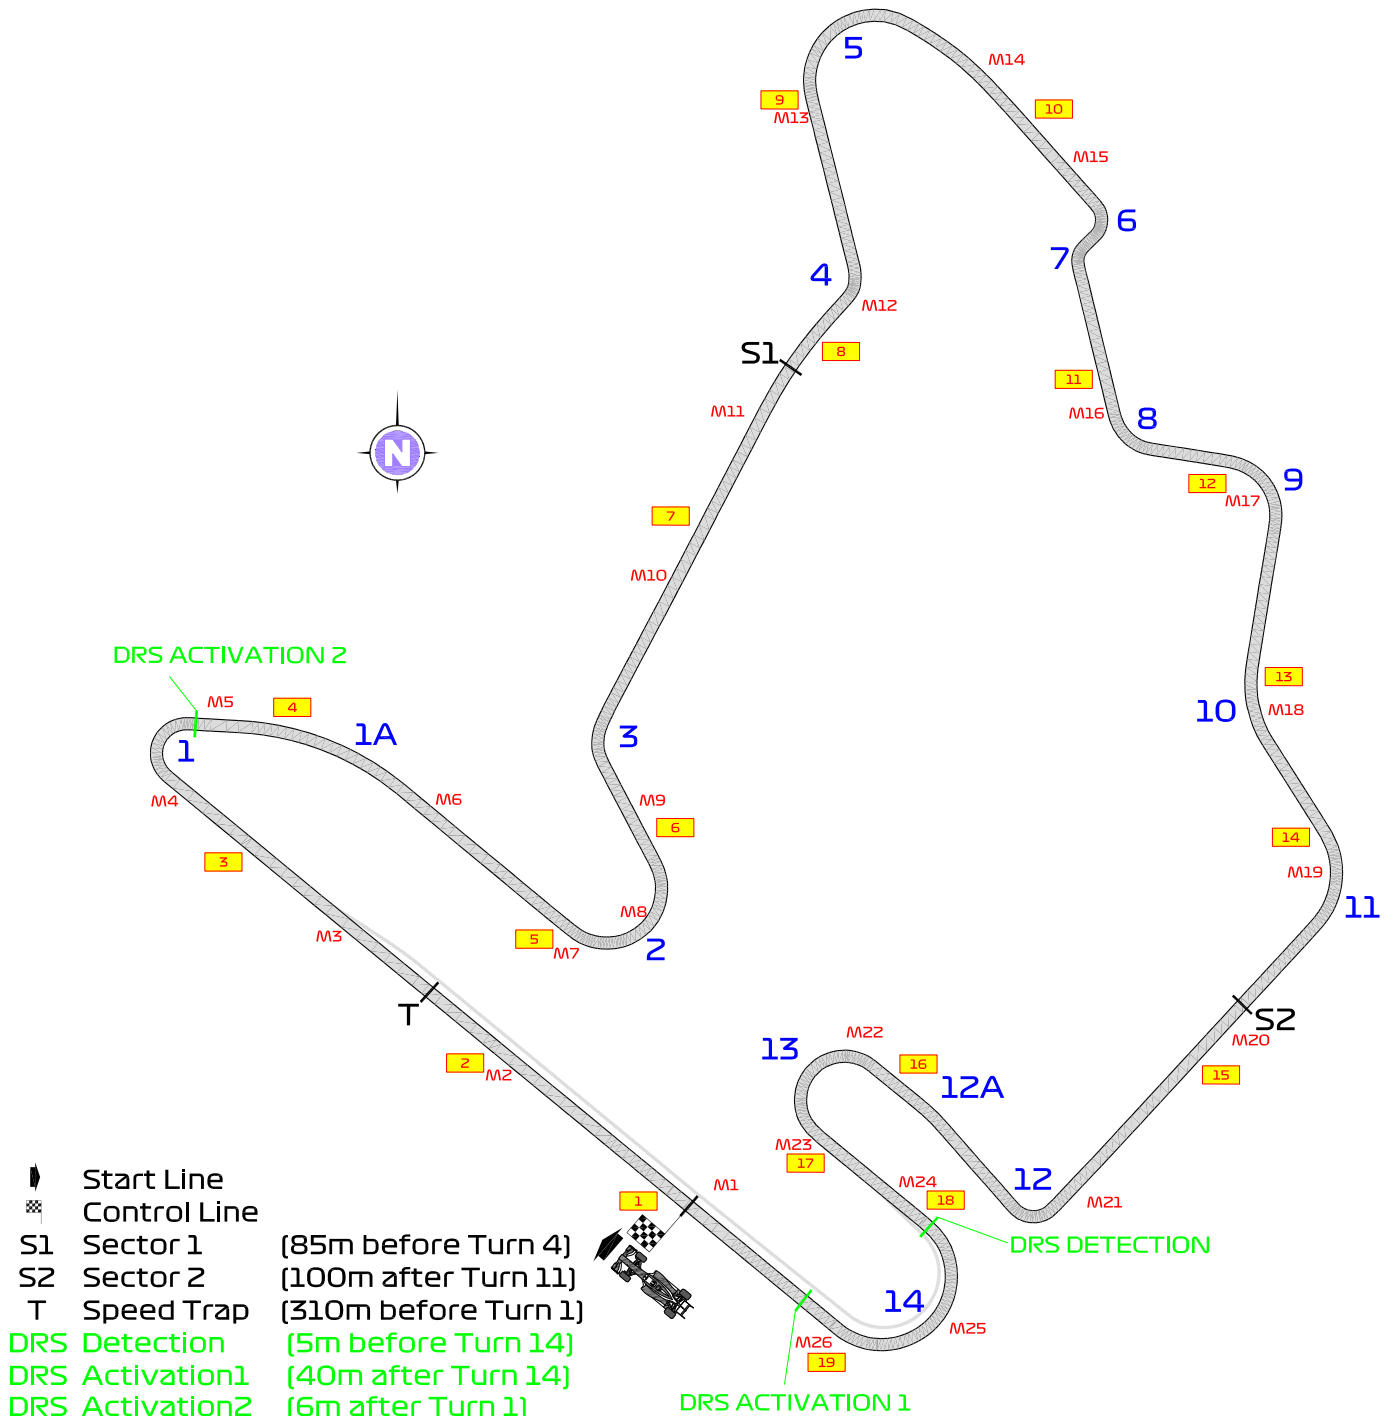 5
M14
9
10
M13
M15
6
7
4
M12
S1
8
11
M11
M16
8
N
9
12
M17
7
M10
DRS ACTIVATION 2
13
M5
4
10
M18
1A
3
1
M4
M6
M9
6
14
3
M19
M8
11
M3
5
2
M7
T
S2
M20
M22
13
16
2
M2
15
12A
M23
17
12
M24
Start Line
M1
18
1
M21
Control Line
S1 Sector 1 (85m before Turn 4)
DRS DETECTION
S2 Sector 2 (100m after Turn 11)
T Speed Trap (310m before Turn 1)
14
M25
DRS Detection (5m before Turn 14)
M26
19
DRS Activation1 (40m after Turn 14)
DRS ACTIVATION 1
DRS Activation2 (6m after Turn 1)